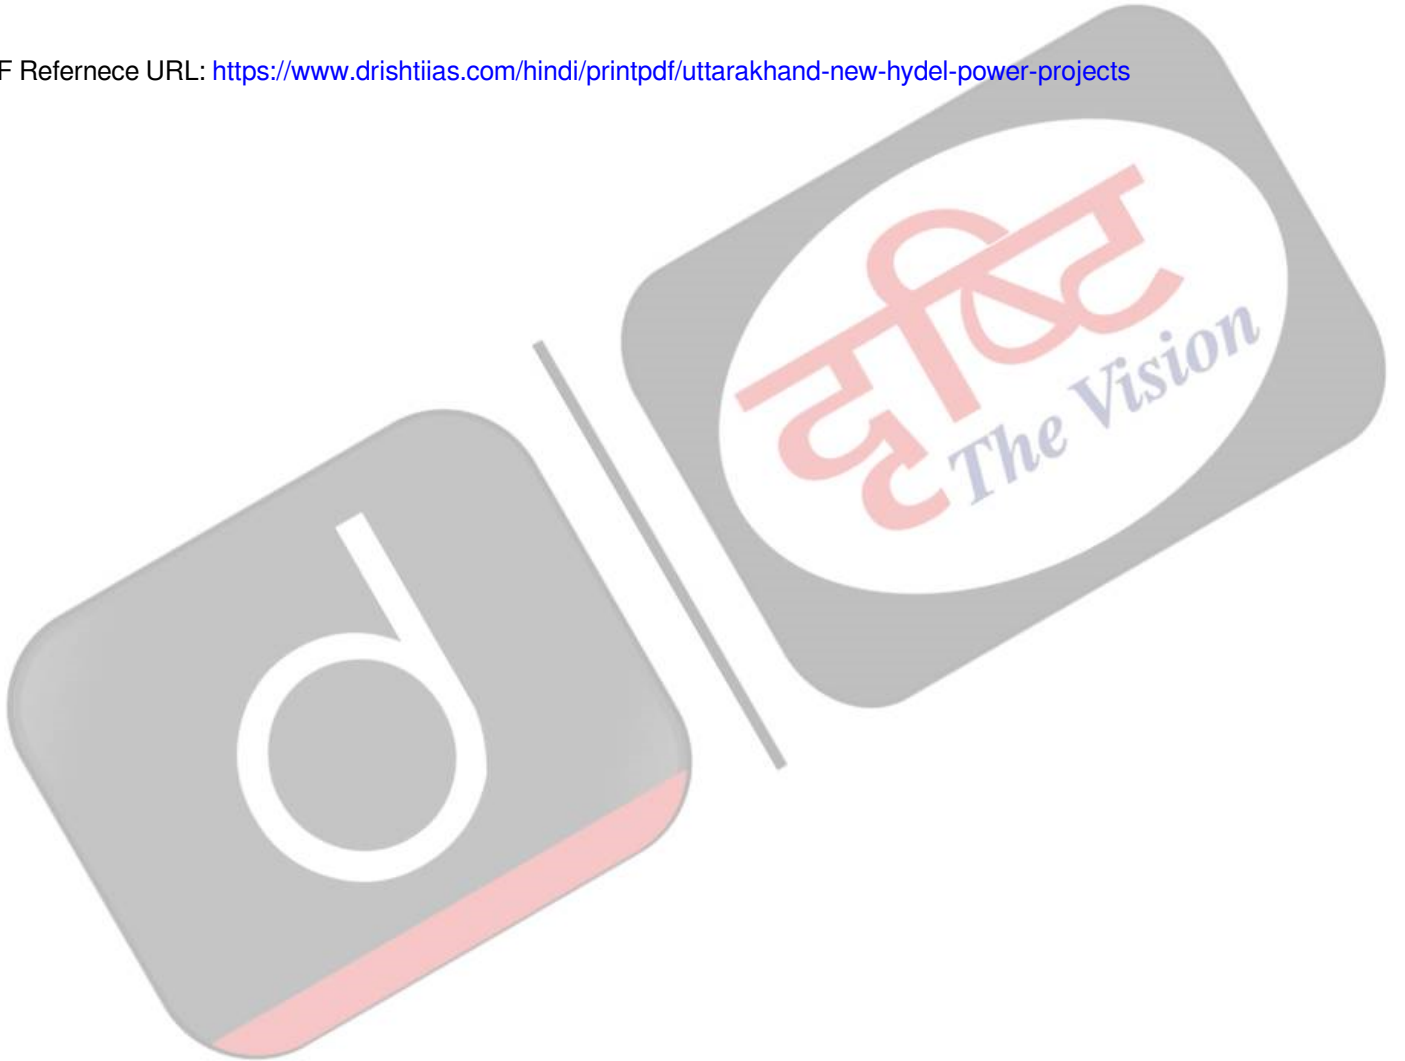 F Refernece URL: https://www.drishtiias.com/hindi/printpdf/uttarakhand-new-hydel-power-projects
दृष्टि
The Vision
d